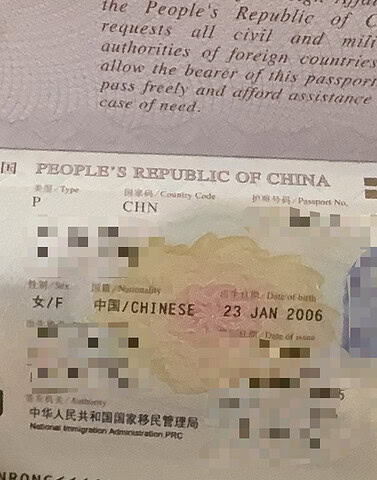 the People's Republic of
requests all civil and mili
authorities of foreign countries
allow the bearer of this passport
pass freely and afford assistance
case of need.
国 PEOPLE'S REPUBLIC OF CHINA
类型/Type 国家码/Country Code 护照号码/Passport No.
P CHN
性别/Sex 国籍/Nationality 出生日期/Date of birth
女/F 中国/CHINESE 23 JAN 2006
/Date of issue
签发机关/Authority
中华人民共和国国家移民管理局
National Immigration Administration,PRC